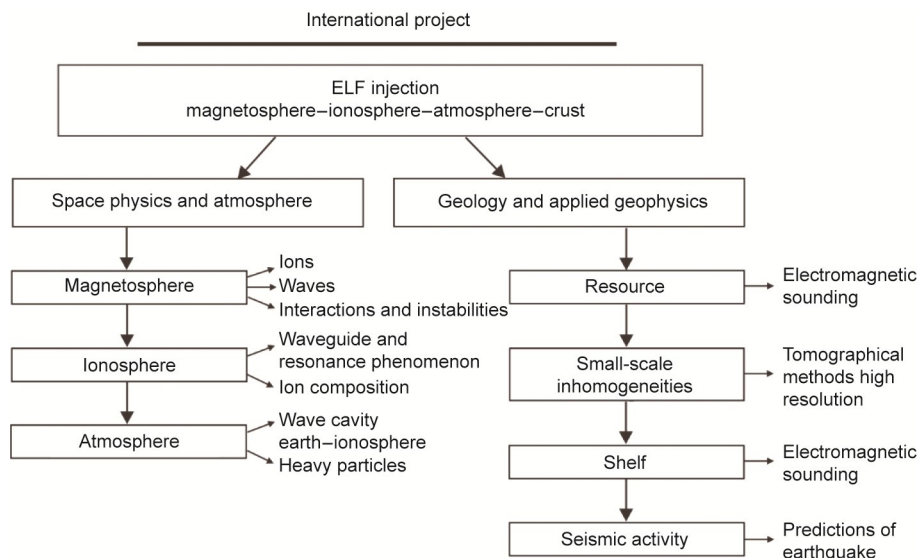 International project
ELF injection
magnetosphere–ionosphere–atmosphere–crust
Space physics and atmosphere
Geology and applied geophysics
Magnetosphere
Ions
Waves
Interactions and instabilities
Ionosphere
Waveguide and
resonance phenomenon
Ion composition
Atmosphere
Wave cavity
earth–ionosphere
Heavy particles
Resource
Electromagnetic
sounding
Small-scale
inhomogeneities
Tomographical
methods high
resolution
Shelf
Electromagnetic
sounding
Seismic activity
Predictions of
earthquake